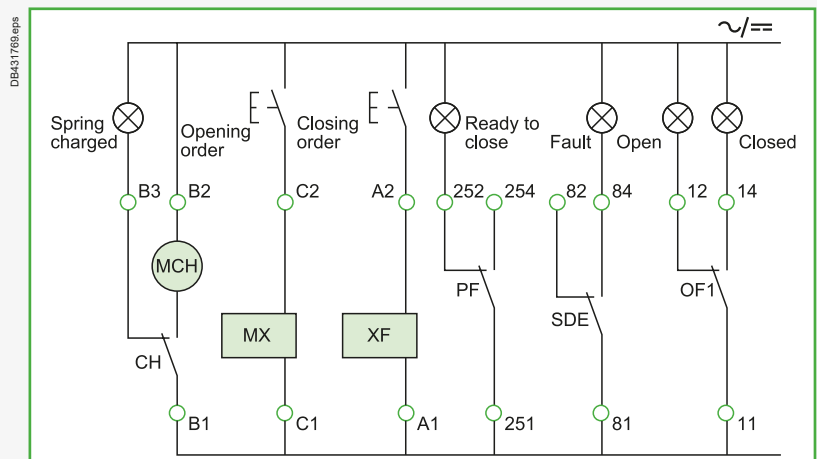 DB431769.eps
~/==
Spring charged
Opening order
Closing order
Ready to close
Fault
Open
Closed
B3
B2
C2
A2
252
254
82
84
12
14
MCH
PF
OF1
SDE
MX
XF
CH
B1
C1
A1
251
81
11